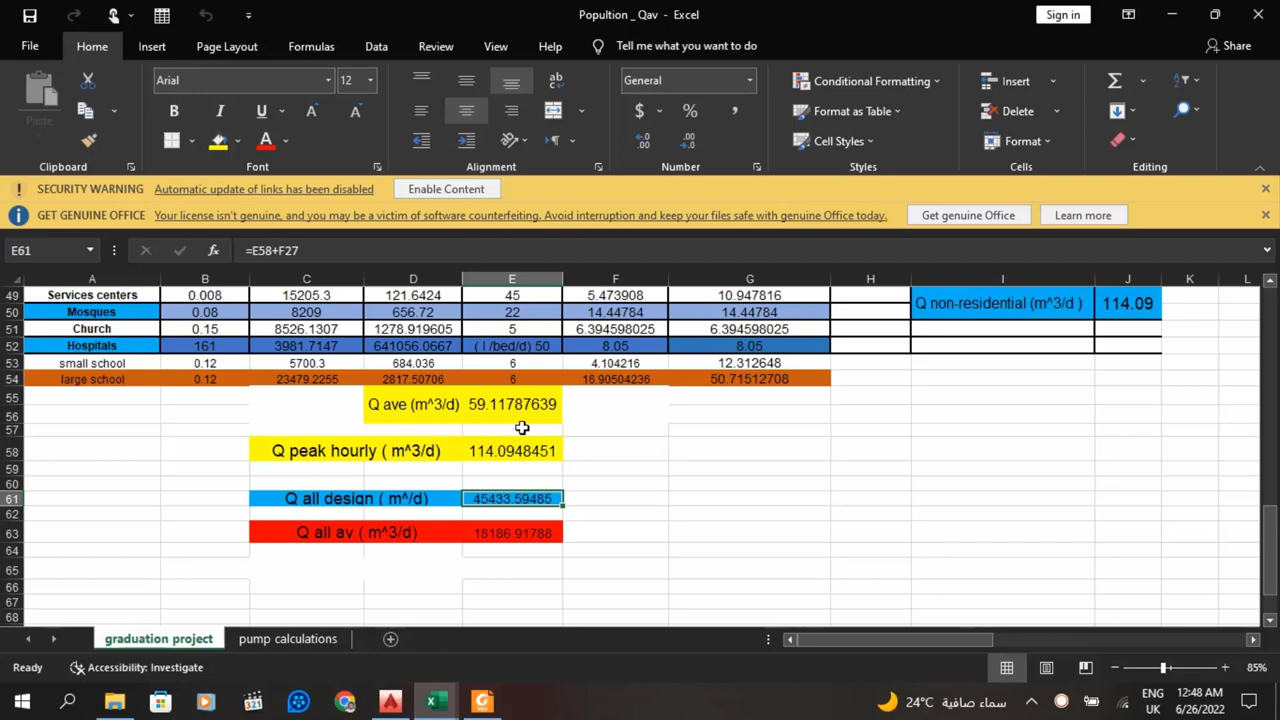 Popultion _ Qav - Excel
Sign in
File Home Insert Page Layout Formulas Data Review View Help Tell me what you want to do Share
Paste
Arial 12
B I U A A
A
ab
c
General
$ % ,
Conditional Formatting
Format as Table
Cell Styles
Insert
Delete
Format
Clipboard Font Alignment Number Styles Cells Editing
! SECURITY WARNING Automatic update of links has been disabled Enable Content
i GET GENUINE OFFICE Your license isn't genuine, and you may be a victim of software counterfeiting. Avoid interruption and keep your files safe with genuine Office today. Get genuine Office Learn more
E61 fx =E58+F27
A B C D E F G H I J K L
49 Services centers 0.008 15205.3 121.6424 45 5.473908 10.947816
Q non-residential (m^3/d ) 114.09
50 Mosques 0.08 8209 656.72 22 14.44784 14.44784
51 Church 0.15 8526.1307 1278.919605 5 6.394598025 6.394598025
52 Hospitals 161 3981.7147 641056.0667 ( l /bed/d) 50 8.05 8.05
53 small school 0.12 5700.3 684.036 6 4.104216 12.312648
54 large school 0.12 23479.2255 2817.50706 6 16.90504236 50.71512708
55
Q ave (m^3/d) 59.11787639
56
57
58 Q peak hourly ( m^3/d) 114.0948451
59
60
61 Q all design ( m^/d) 45433.59485
62
63 Q all av ( m^3/d) 18186.91788
64
65
66
67
68
graduation project pump calculations
Ready Accessibility: Investigate 85%
321
24°C سماء صافية
ENG
UK
12:48 AM
6/26/2022